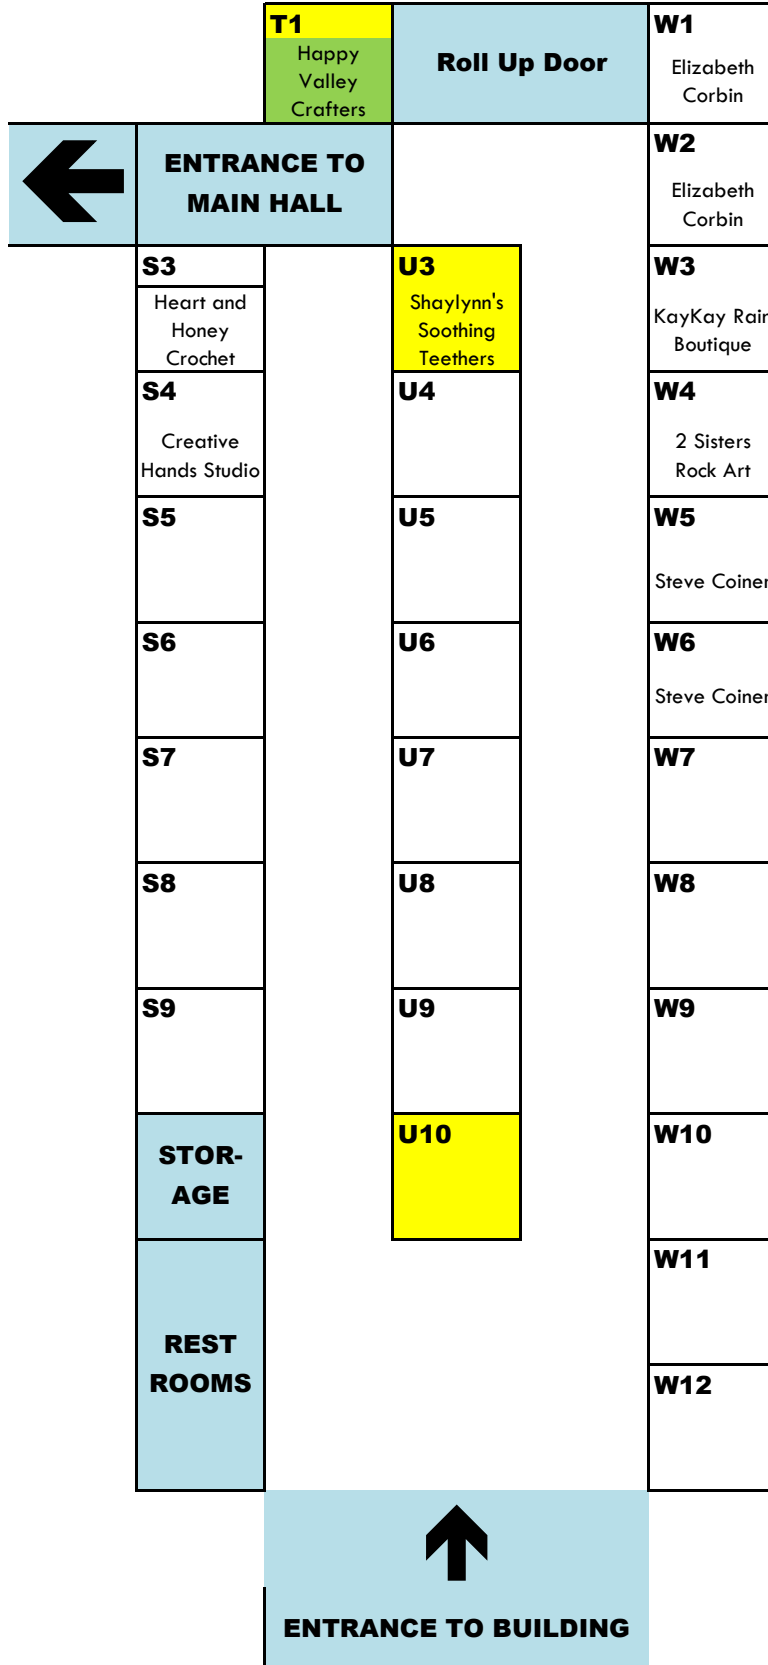 T1
Happy
Valley
Crafters
Roll Up Door
W1
Elizabeth
Corbin
ENTRANCE TO
MAIN HALL
W2
Elizabeth
Corbin
S3
Heart and
Honey
Crochet
U3
Shaylynn's
Soothing
Teethers
W3
KayKay Rain
Boutique
S4
Creative
Hands Studio
U4
W4
2 Sisters
Rock Art
S5
U5
W5
Steve Coiner
S6
U6
W6
Steve Coiner
S7
U7
W7
S8
U8
W8
S9
U9
W9
STOR-
AGE
U10
W10
W11
REST
ROOMS
W12
ENTRANCE TO BUILDING